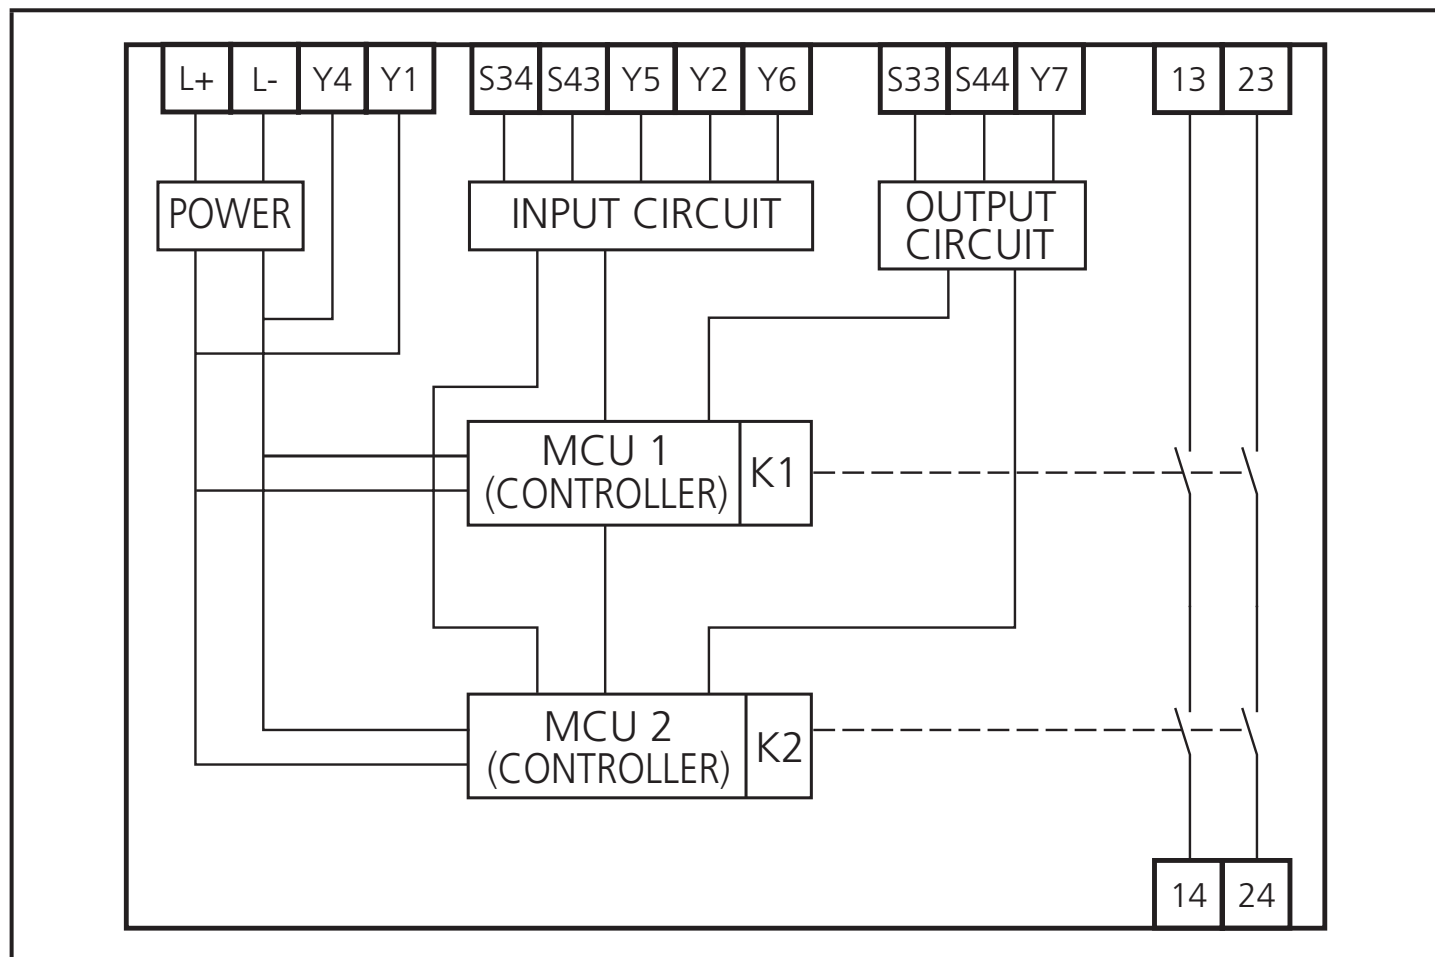 L+ L- Y4 Y1 S34 S43 Y5 Y2 Y6 S33 S44 Y7 13 23
POWER
INPUT CIRCUIT
OUTPUT
CIRCUIT
MCU 1
(CONTROLLER)
K1
MCU 2
(CONTROLLER)
K2
14 24